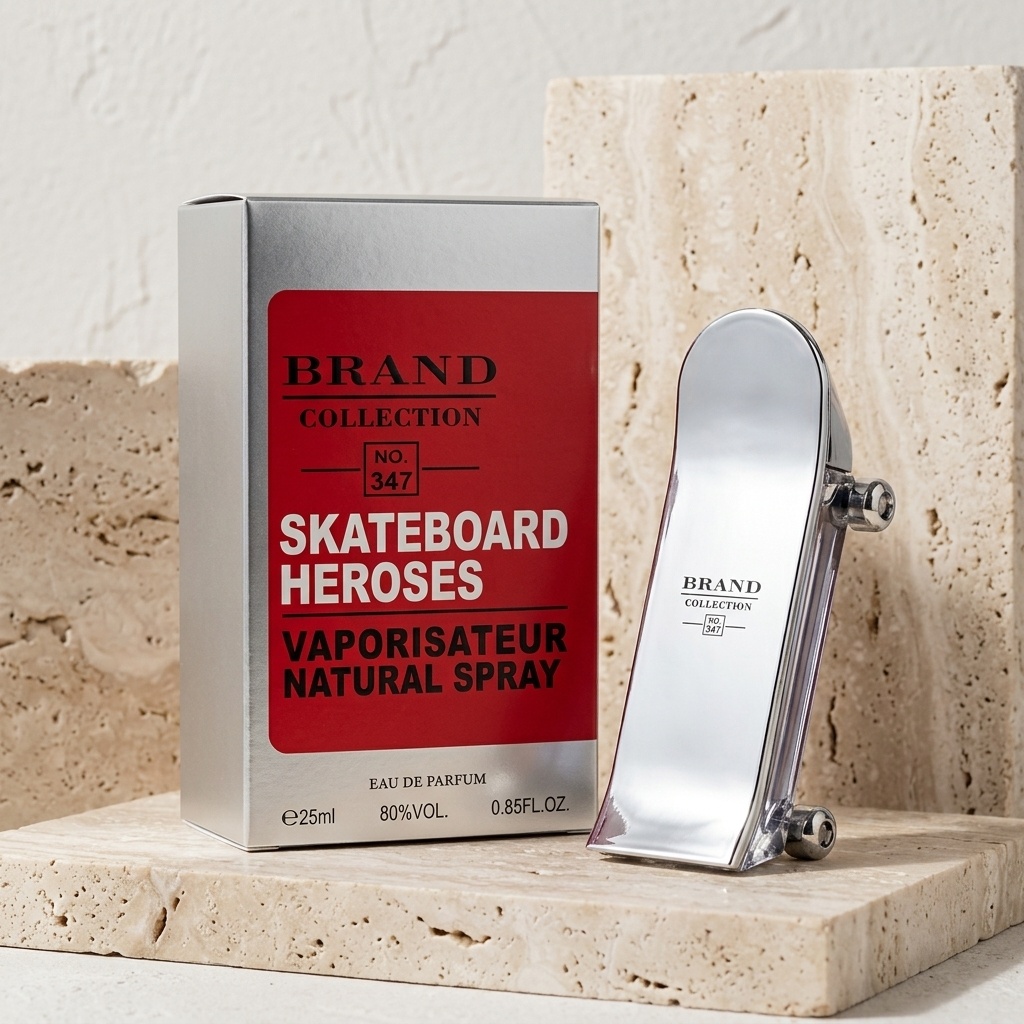 BRAND
COLLECTION
NO.
347
SKATEBOARD
HEROSES
VAPORISATEUR
NATURAL SPRAY
EAU DE PARFUM
℮25ml 80%VOL. 0.85FL.OZ.
BRAND
COLLECTION
NO.
347